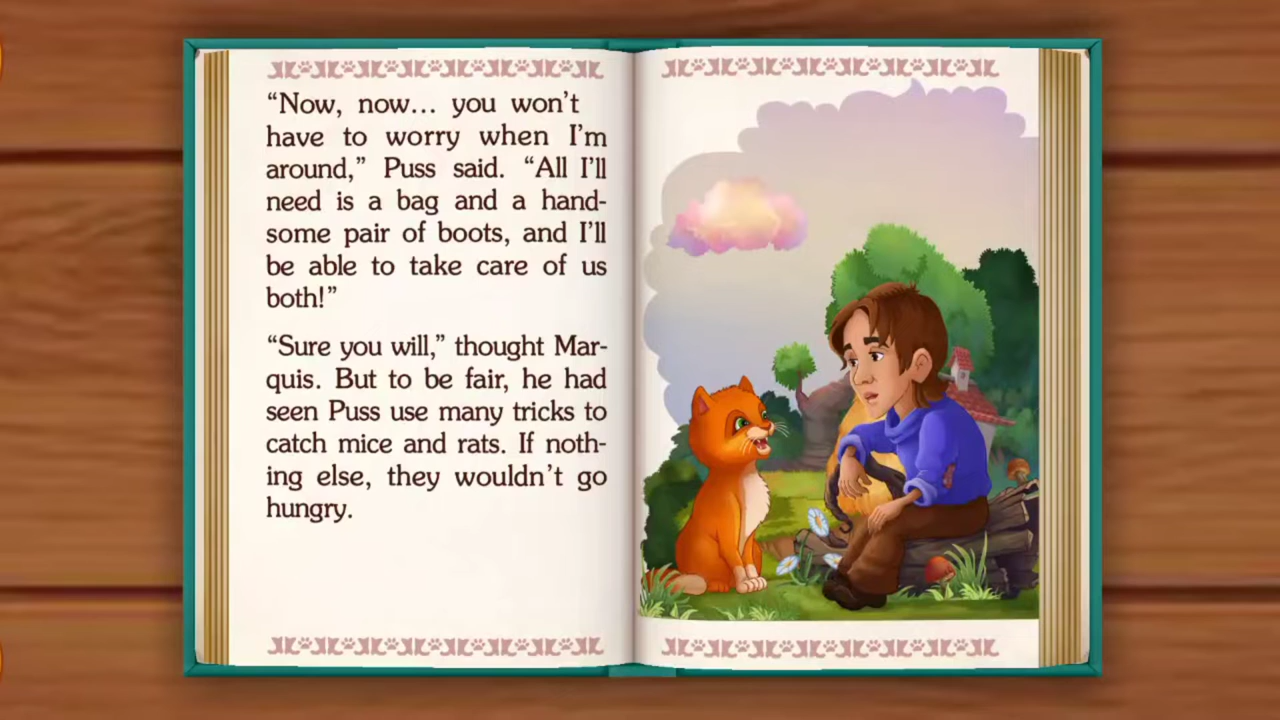 “Now, now... you won’t
have to worry when I’m
around,” Puss said. “All I’ll
need is a bag and a hand-
some pair of boots, and I’ll
be able to take care of us
both!”
“Sure you will,” thought Mar-
quis. But to be fair, he had
seen Puss use many tricks to
catch mice and rats. If noth-
ing else, they wouldn’t go
hungry.